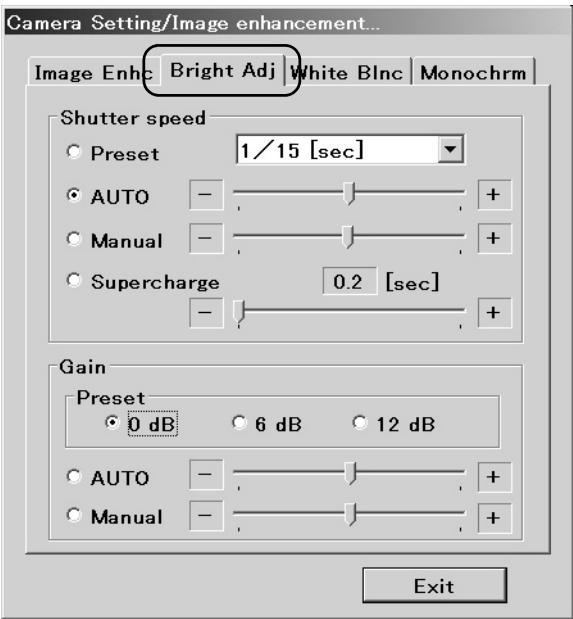 Camera Setting/Image enhancement...
Image Enhc Bright Adj White Blnc Monochrm
Shutter speed
Preset 1/15 [sec]
AUTO − +
Manual − +
Supercharge 0.2 [sec]
− +
Gain
Preset
0 dB 6 dB 12 dB
AUTO − +
Manual − +
Exit